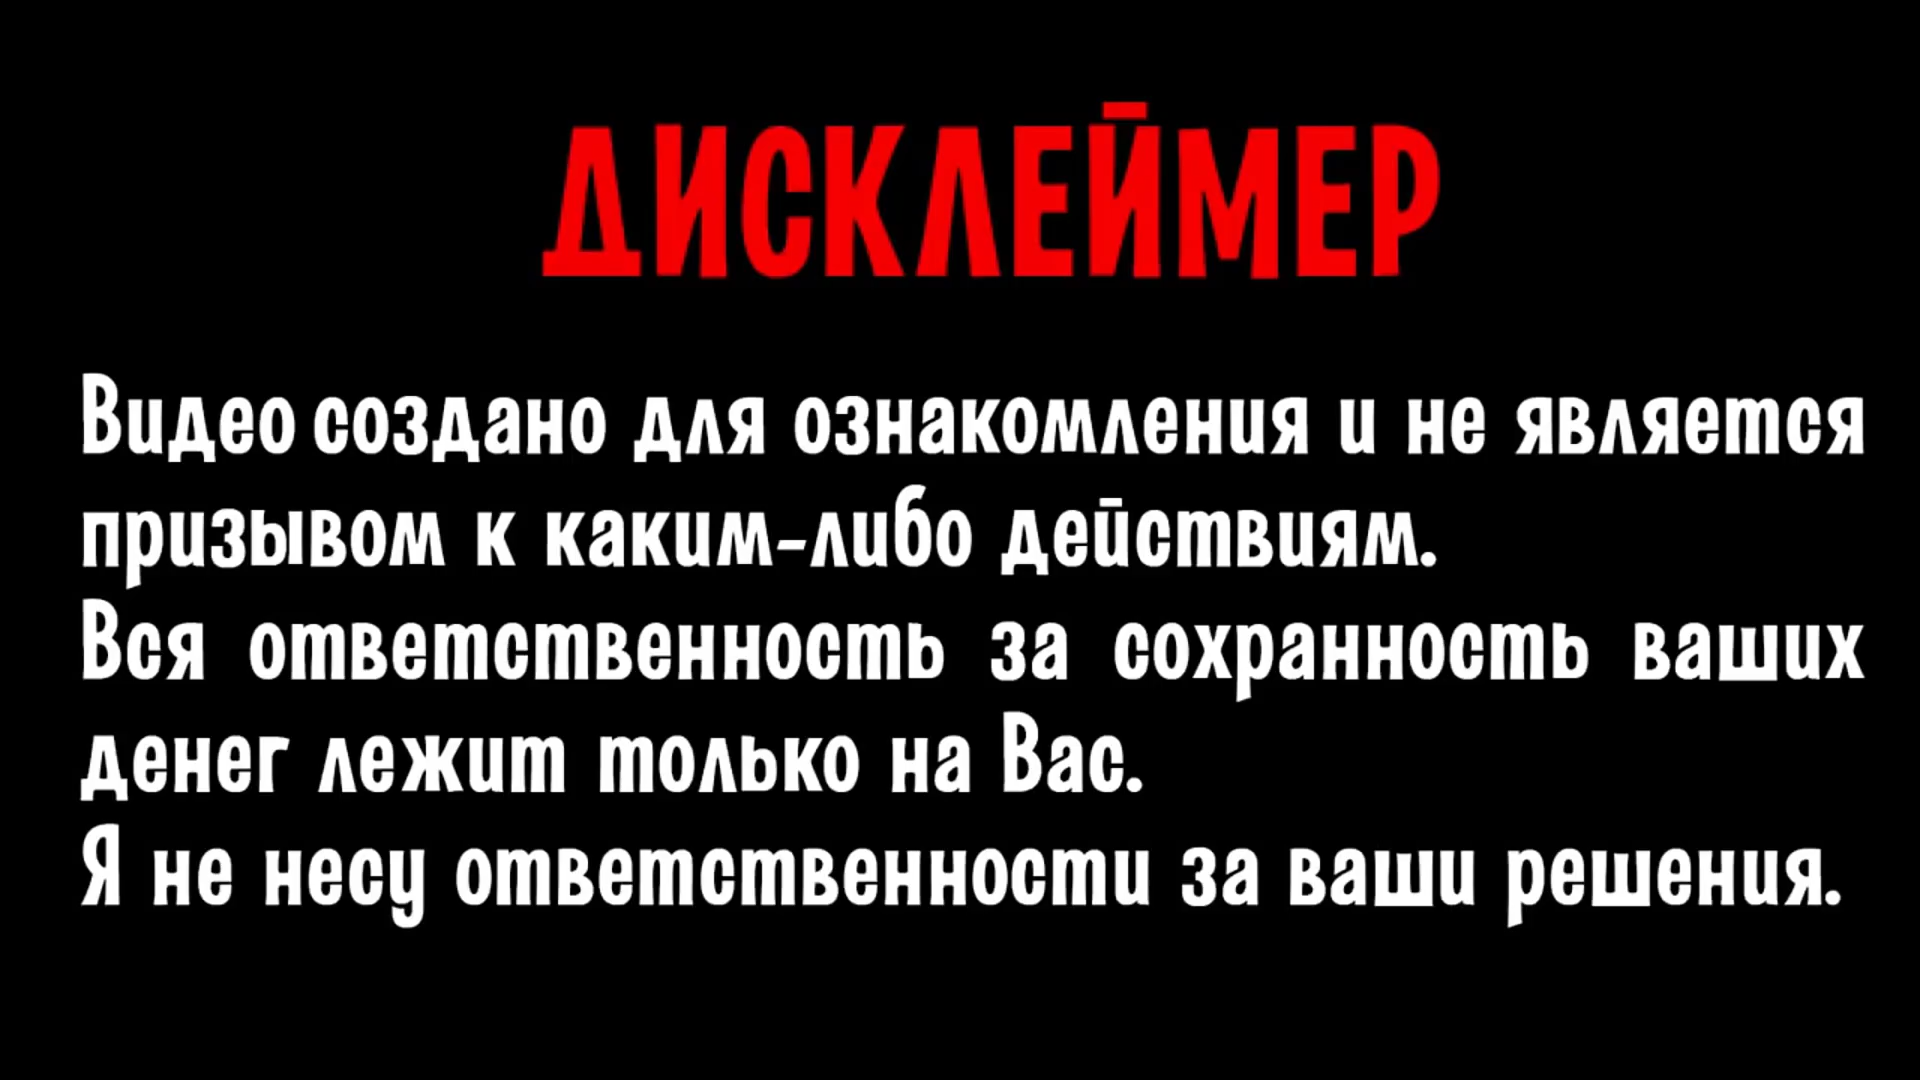 ДИСКЛЕЙМЕР
Видео создано для ознакомления и не является
призывом к каким-либо действиям.
Вся ответственность за сохранность ваших
денег лежит только на Вас.
Я не несу ответственности за ваши решения.